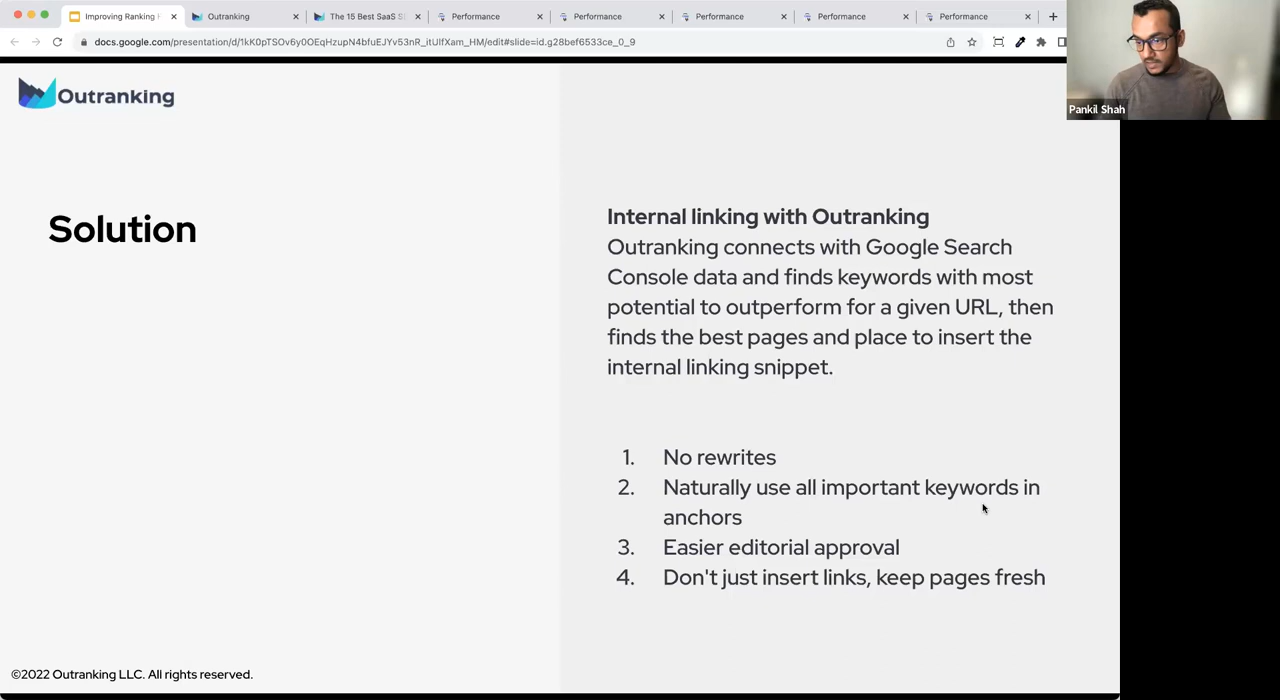 Improving Ranking
Outranking
The 15 Best SaaS S
Performance
Performance
Performance
Performance
Performance
docs.google.com/presentation/d/1kK0pTSOv6y0OEqHzupN4bfuEJYv53nR_itUlfXam_HM/edit#slide=id.g28bef6533ce_0_9
Pankil Shah
Outranking
Solution
Internal linking with Outranking
Outranking connects with Google Search
Console data and finds keywords with most
potential to outperform for a given URL, then
finds the best pages and place to insert the
internal linking snippet.
1. No rewrites
2. Naturally use all important keywords in
anchors
3. Easier editorial approval
4. Don't just insert links, keep pages fresh
©2022 Outranking LLC. All rights reserved.